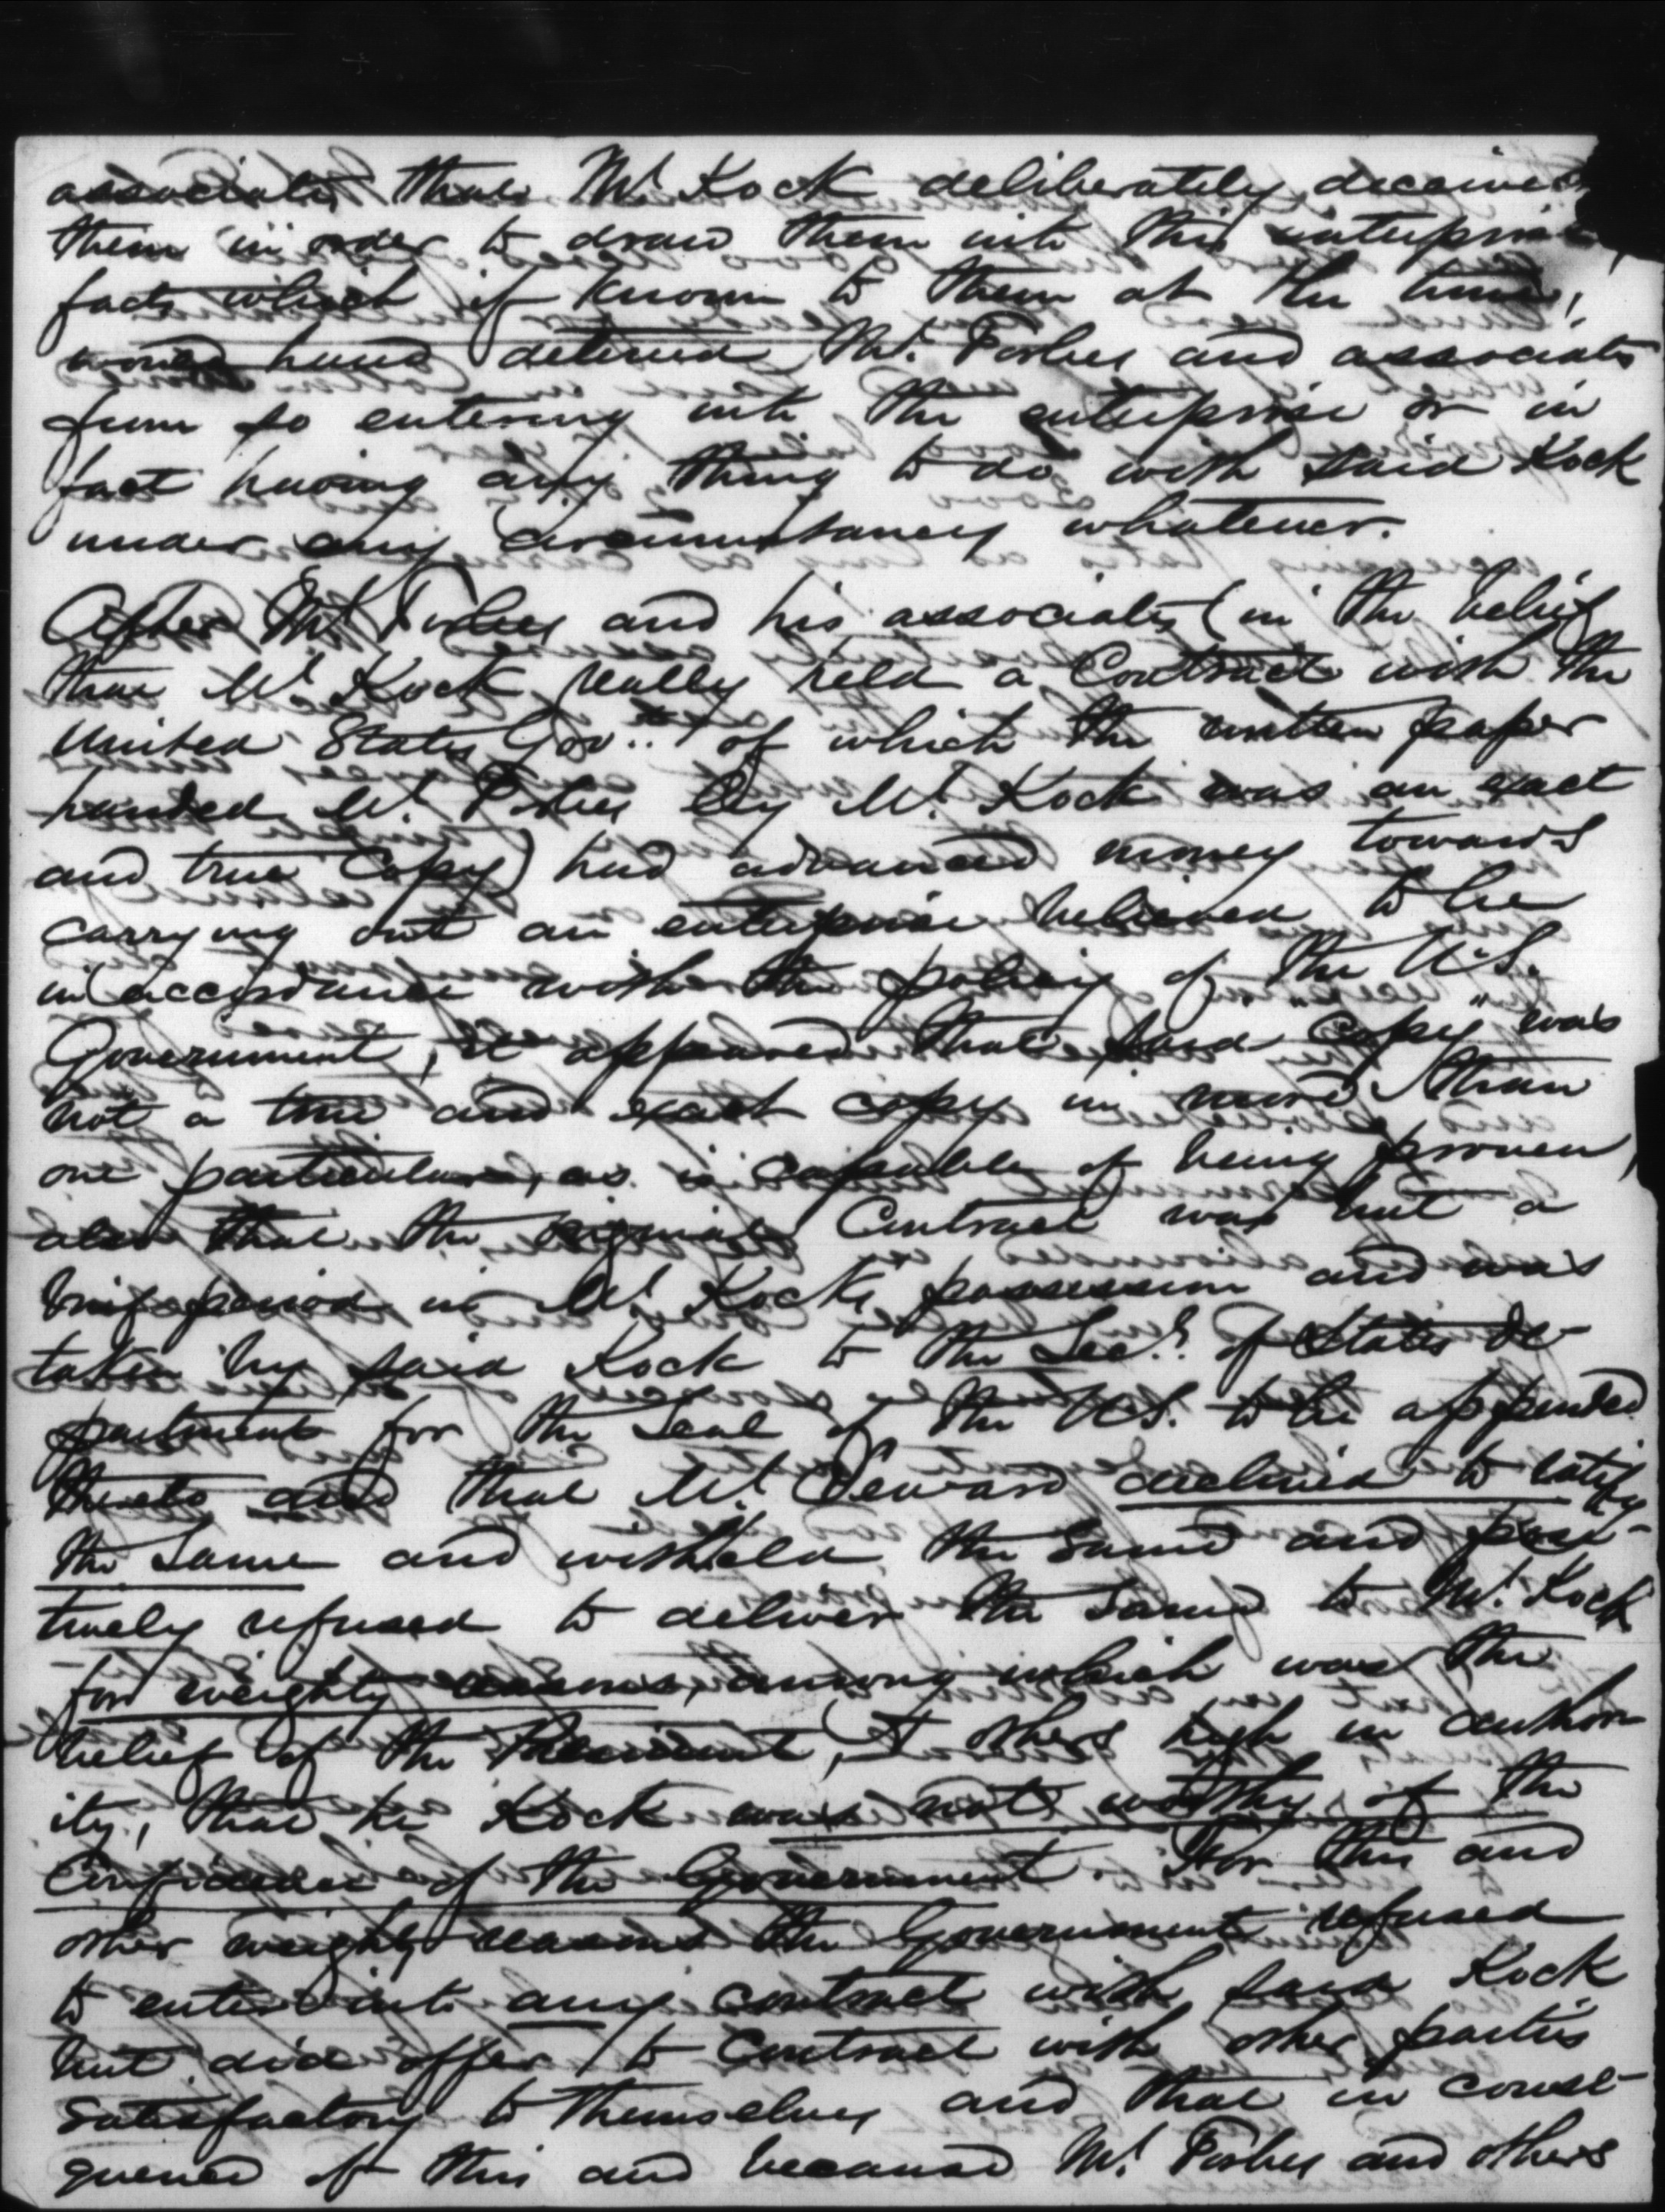 associates that Mr. Kock deliberately deceived
them in order to draw them into this enterprise
facts which if known to them at the time,
would have deterred Mr. Forbes and associates
from so entering into the enterprise or in
fact having any thing to do with said Kock
under any circumstances whatever.
After Mr. Forbes and his associates (in the belief
that Mr. Kock really held a Contract with the
United States Govt. of which the written paper
handed Mr. Forbes by Mr. Kock was an exact
and true Copy) had advanced money towards
carrying out an enterprise believed to be
in accordance with the policy of the U.S.
Government, it appeared that said "Copy" was
not a true and exact copy in more than
one particular, as is capable of being proven,
also that the original Contract was but a
brief period in Mr. Kock's possession and was
taken by said Kock to the Secy. of States De-
partment for the Seal of the U.S. to be appended
thereto and that Mr. Seward declined to ratify
the same and withheld the same and posi-
tively refused to deliver the same to Mr. Kock
for weighty reasons, among which was the
belief of the President, & others high in author-
ity, that he Kock was not worthy of the
Confidence of the Government. For this and
other weighty reasons the Government refused
to enter into any contract with said Kock
but did offer to Contract with other parties
satisfactory to themselves and that in conse-
quence of this and because Mr. Forbes and others